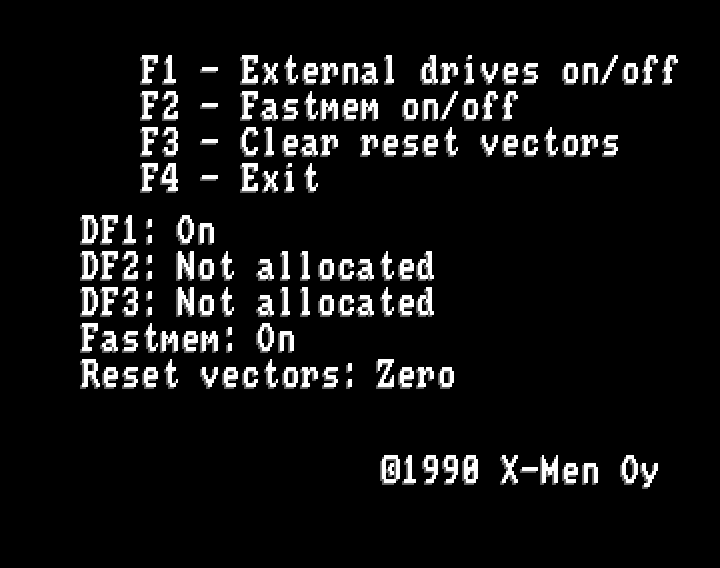 F1 - External drives on/off
F2 - Fastmem on/off
F3 - Clear reset vectors
F4 - Exit
DF1: On
DF2: Not allocated
DF3: Not allocated
Fastmem: On
Reset vectors: Zero
©1990 X-Men Oy